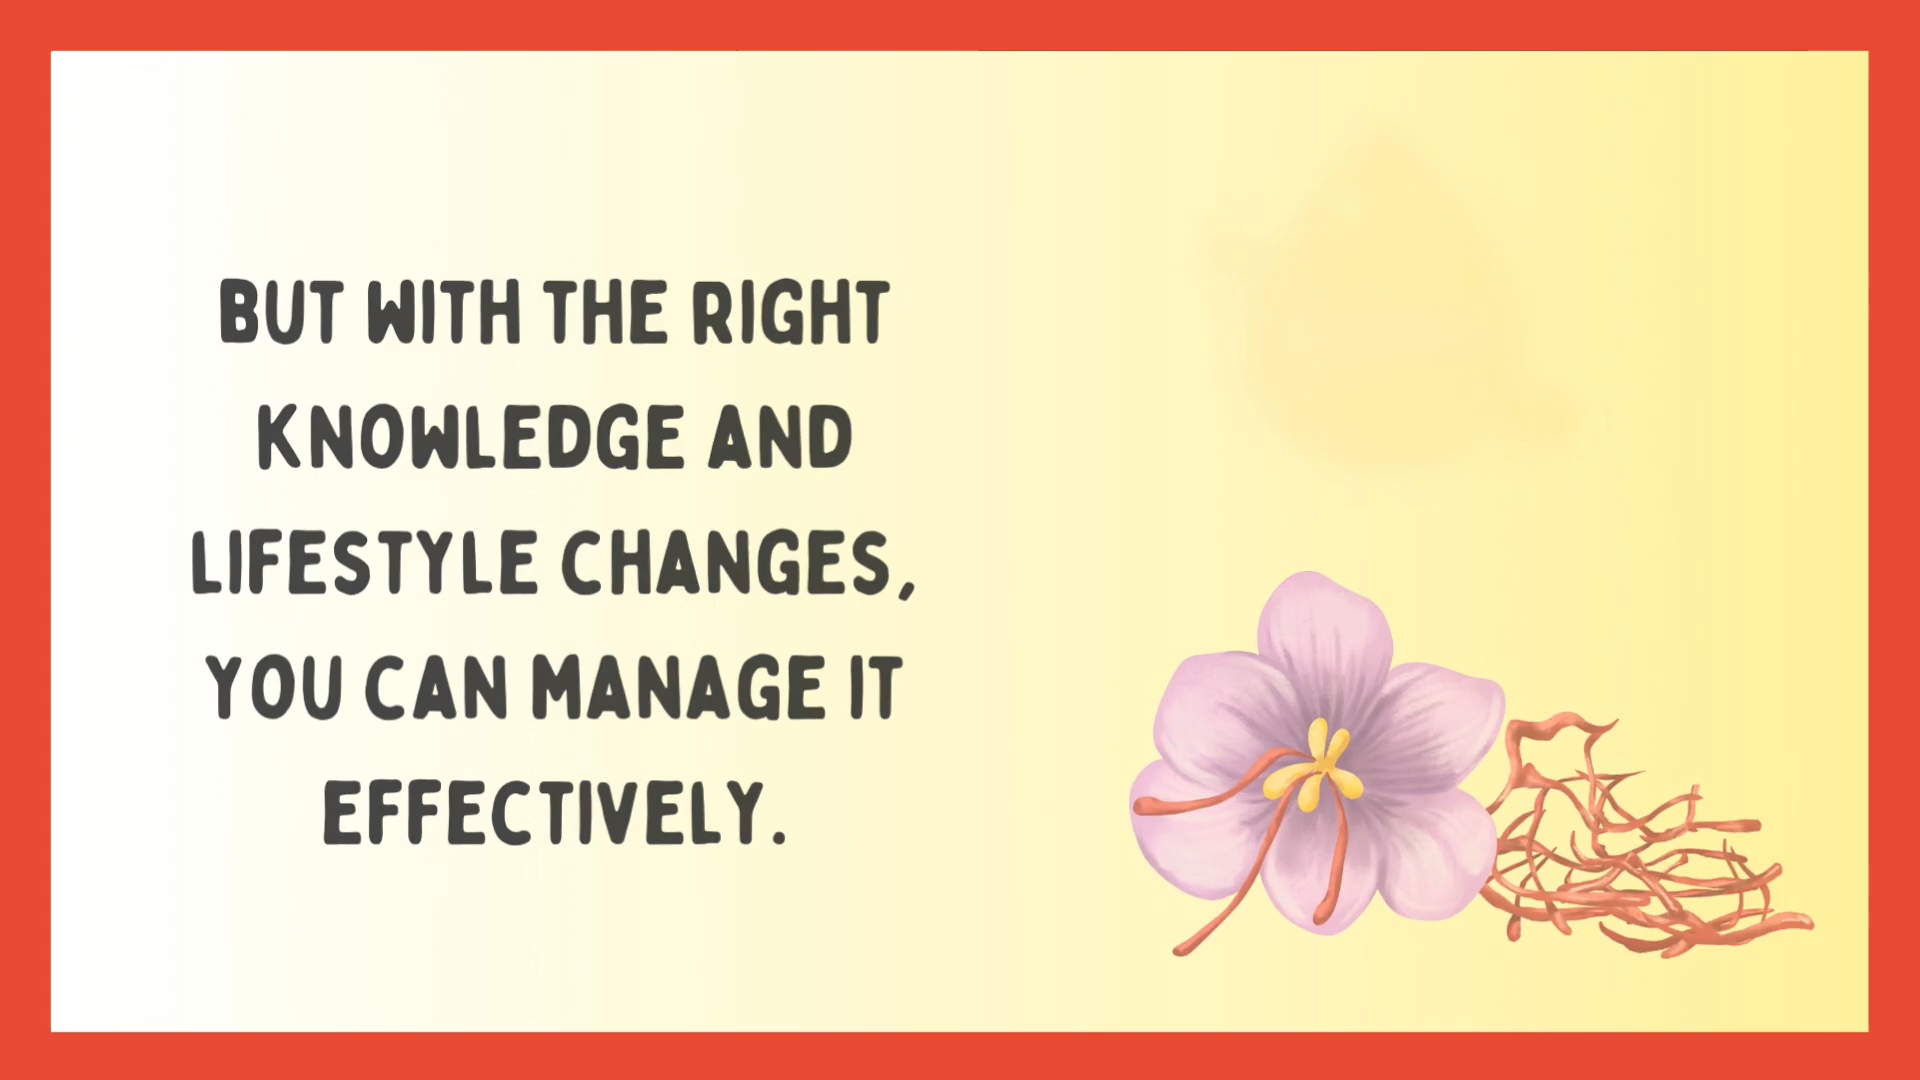 BUT WITH THE RIGHT
KNOWLEDGE AND
LIFESTYLE CHANGES,
YOU CAN MANAGE IT
EFFECTIVELY.